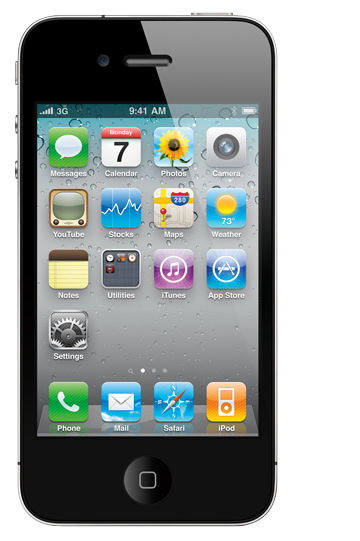 3G 9:41 AM
Monday
7
280
73°
Messages Calendar Photos Camera
YouTube Stocks Maps Weather
Notes Utilities iTunes App Store
Settings
Phone Mail Safari iPod